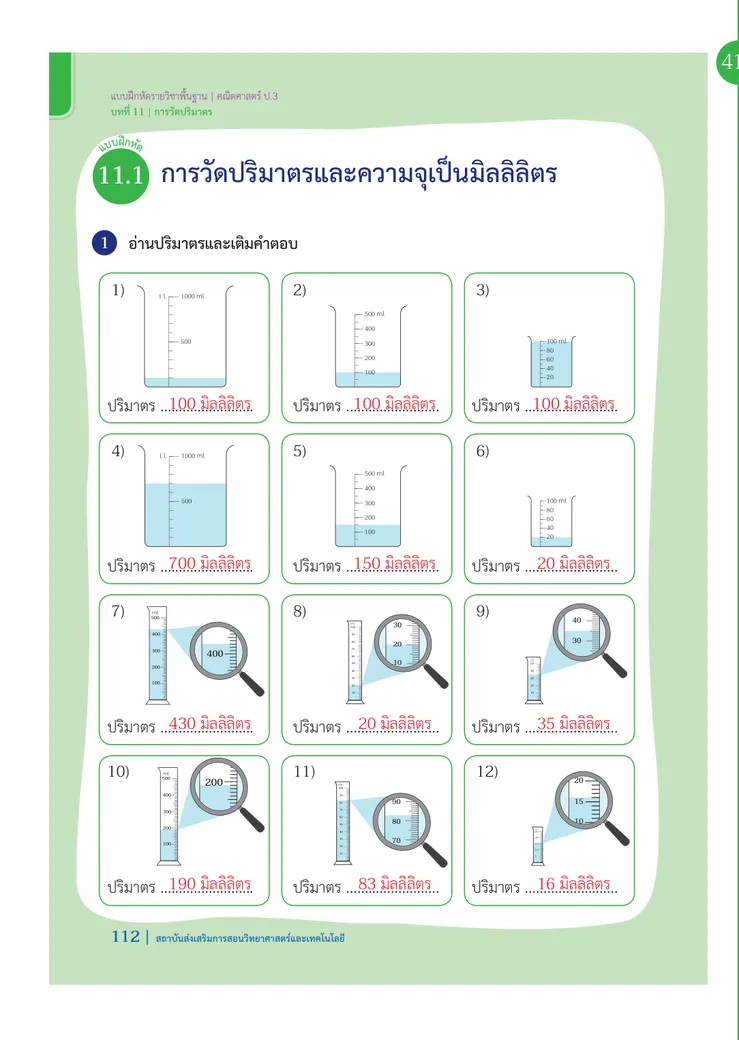 41
แบบฝึกหัดรายวิชาพื้นฐาน | คณิตศาสตร์ ป.3
บทที่ 11 | การวัดปริมาตร
แบบฝึกหัด
11.1 การวัดปริมาตรและความจุเป็นมิลลิลิตร
1 อ่านปริมาตรและเติมคำตอบ
1)
1 l 1000 ml
500
ปริมาตร 100 มิลลิลิตร
2)
500 ml
400
300
200
100
ปริมาตร 100 มิลลิลิตร
3)
100 ml
80
60
40
20
ปริมาตร 100 มิลลิลิตร
4)
1 l 1000 ml
500
ปริมาตร 700 มิลลิลิตร
5)
500 ml
400
300
200
100
ปริมาตร 150 มิลลิลิตร
6)
100 ml
80
60
40
20
ปริมาตร 20 มิลลิลิตร
7)
ml
500
400
300
200
100
400
ปริมาตร 430 มิลลิลิตร
8)
30
20
10
ปริมาตร 20 มิลลิลิตร
9)
40
30
ปริมาตร 35 มิลลิลิตร
10)
ml
500
400
300
200
100
200
ปริมาตร 190 มิลลิลิตร
11)
90
80
70
ปริมาตร 83 มิลลิลิตร
12)
20
15
10
ปริมาตร 16 มิลลิลิตร
112 | สถาบันส่งเสริมการสอนวิทยาศาสตร์และเทคโนโลยี